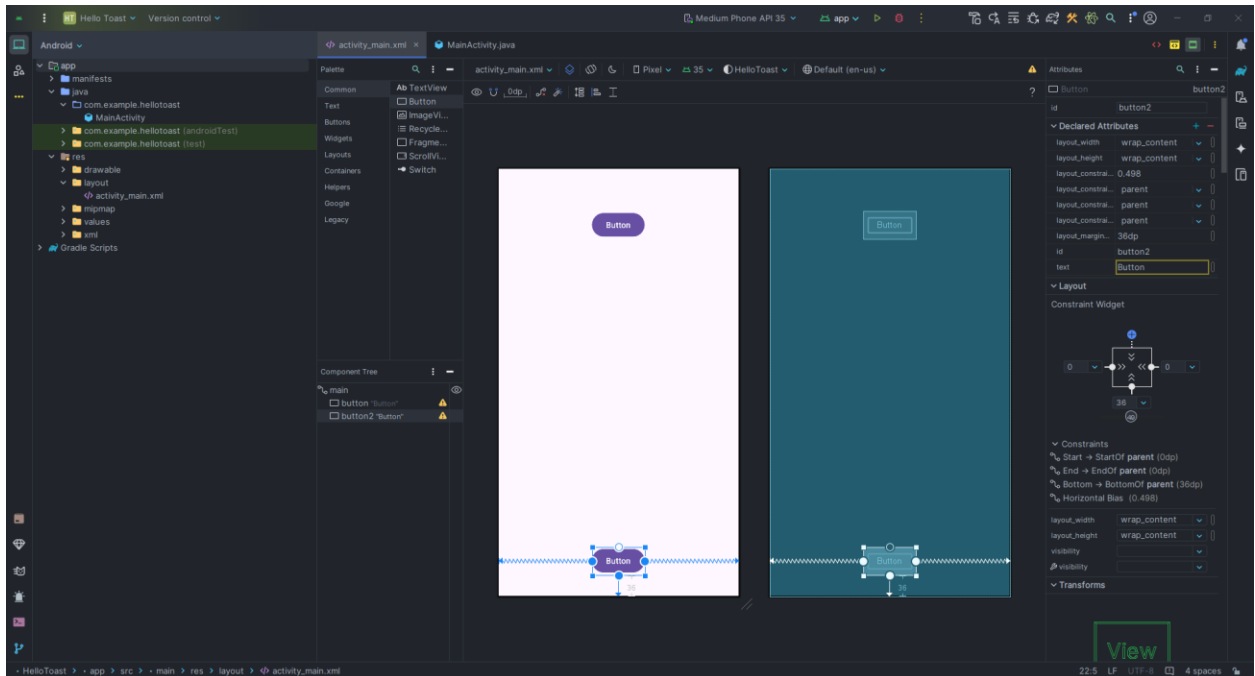 HT Hello Toast Version control Medium Phone API 35 app
Android
activity_main.xml MainActivity.java
app
manifests
java
com.example.hellotoast
MainActivity
com.example.hellotoast (androidTest)
com.example.hellotoast (test)
res
drawable
layout
activity_main.xml
mipmap
values
xml
Gradle Scripts
Palette
Common
Text
Buttons
Widgets
Layouts
Containers
Helpers
Google
Legacy
Ab TextView
Button
ImageVi...
Recycle...
Fragme...
ScrollVi...
Switch
Component Tree
main
button "Button"
button2 "Button"
activity_main.xml Pixel 35 HelloToast Default (en-us)
0dp
?
Button
Button
Button
36
Button
36
Attributes
Button button2
id button2
Declared Attributes
layout_width wrap_content
layout_height wrap_content
layout_constrai... 0.498
layout_constrai... parent
layout_constrai... parent
layout_constrai... parent
layout_margin... 36dp
id button2
text Button
Layout
Constraint Widget
0 0
36
Constraints
Start → StartOf parent (0dp)
End → EndOf parent (0dp)
Bottom → BottomOf parent (36dp)
Horizontal Bias (0.498)
layout_width wrap_content
layout_height wrap_content
visibility
visibility
Transforms
View
HelloToast > app > src > main > res > layout > activity_main.xml
22:5 LF UTF-8 4 spaces